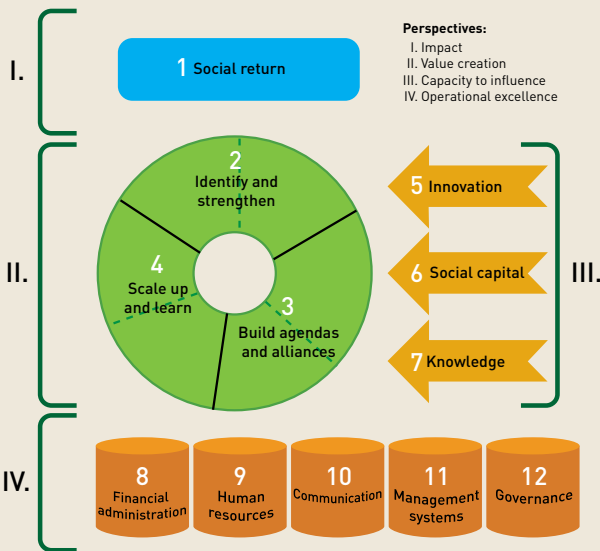 I.
1 Social return
Perspectives:
I. Impact
II. Value creation
III. Capacity to influence
IV. Operational excellence
II.
2
Identify and
strengthen
4
Scale up
and learn
3
Build agendas
and alliances
5 Innovation
6 Social capital
7 Knowledge
III.
IV.
8
Financial
administration
9
Human
resources
10
Communication
11
Management
systems
12
Governance